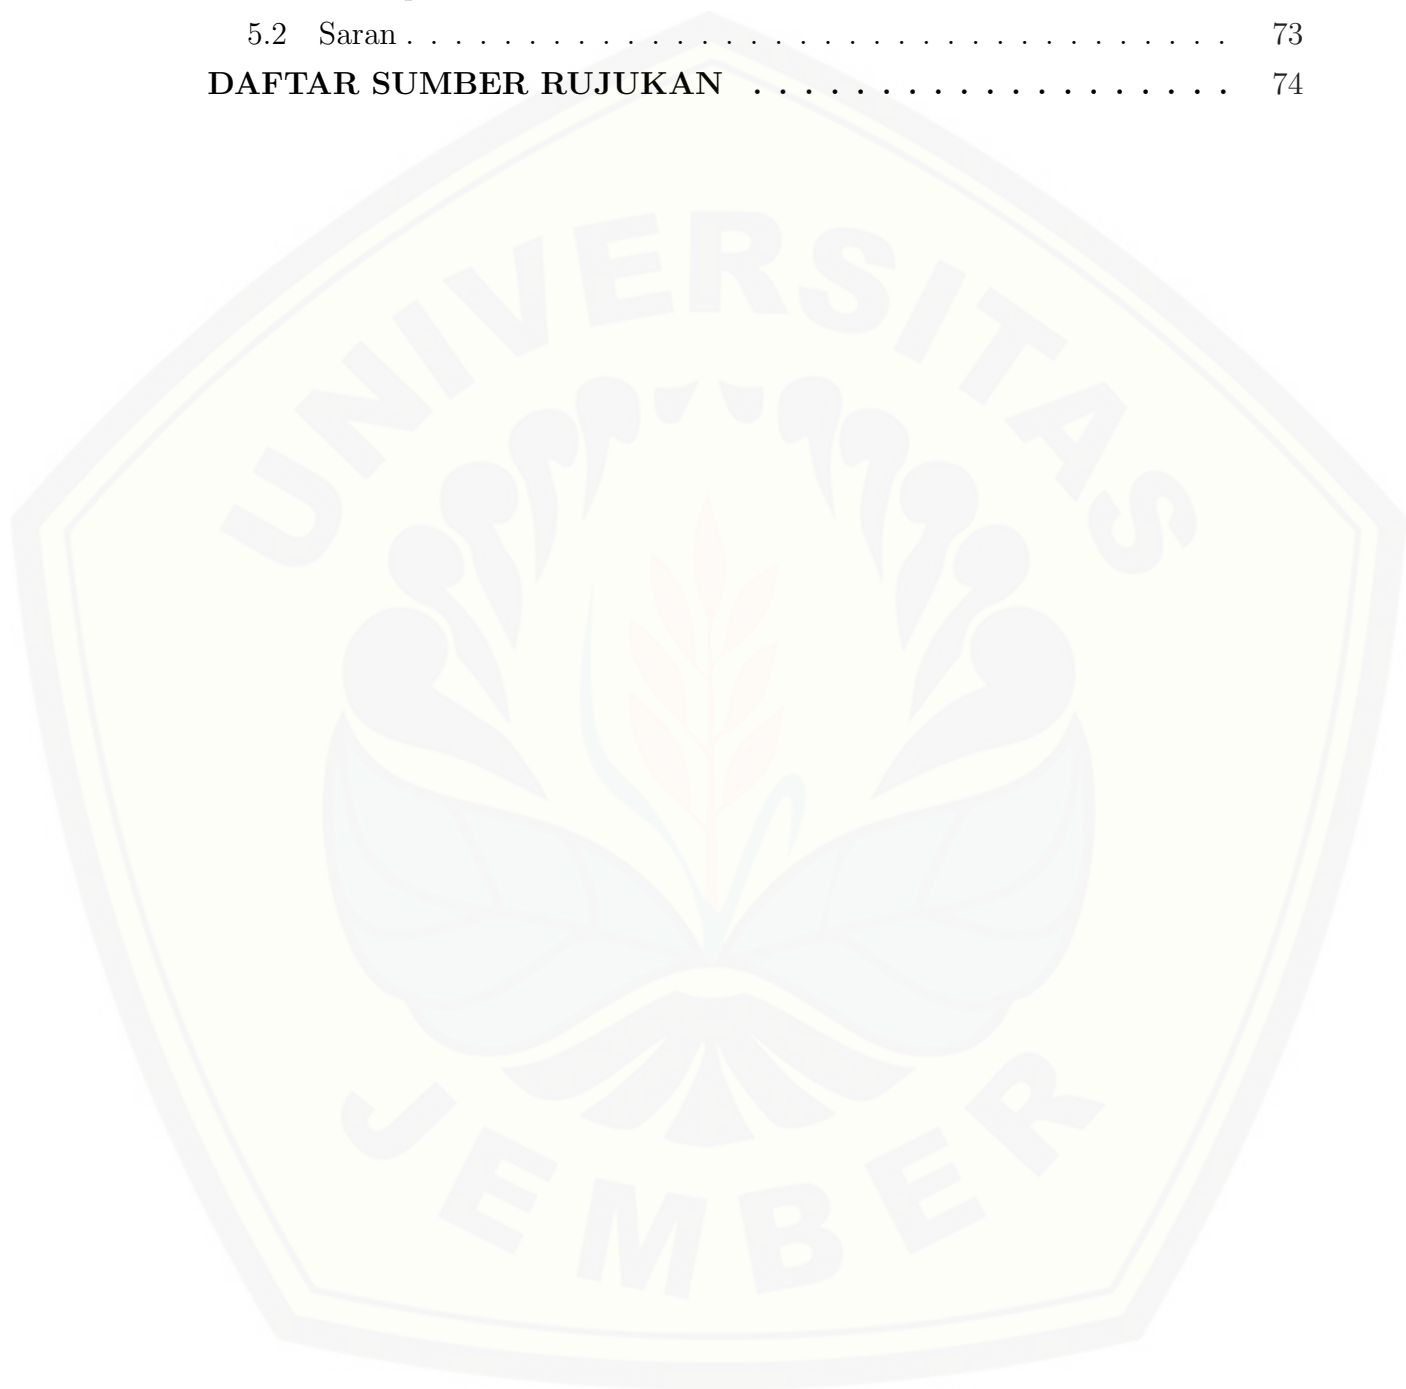 5.2 Saran . . . . . . . . . . . . . . . . . . . . . . . . . . . . . . . . . . . 73
DAFTAR SUMBER RUJUKAN . . . . . . . . . . . . . . . . . . . 74
UNIVERSITAS
JEMBER